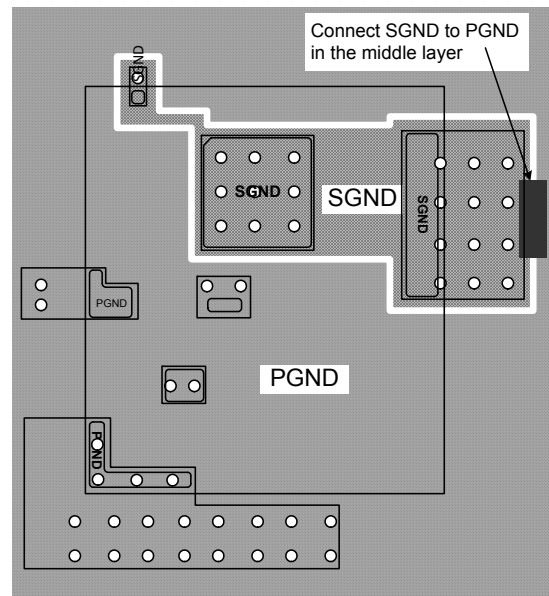 Connect SGND to PGND
in the middle layer
SGND
SGND
SGND
SGND
PGND
PGND
PGND